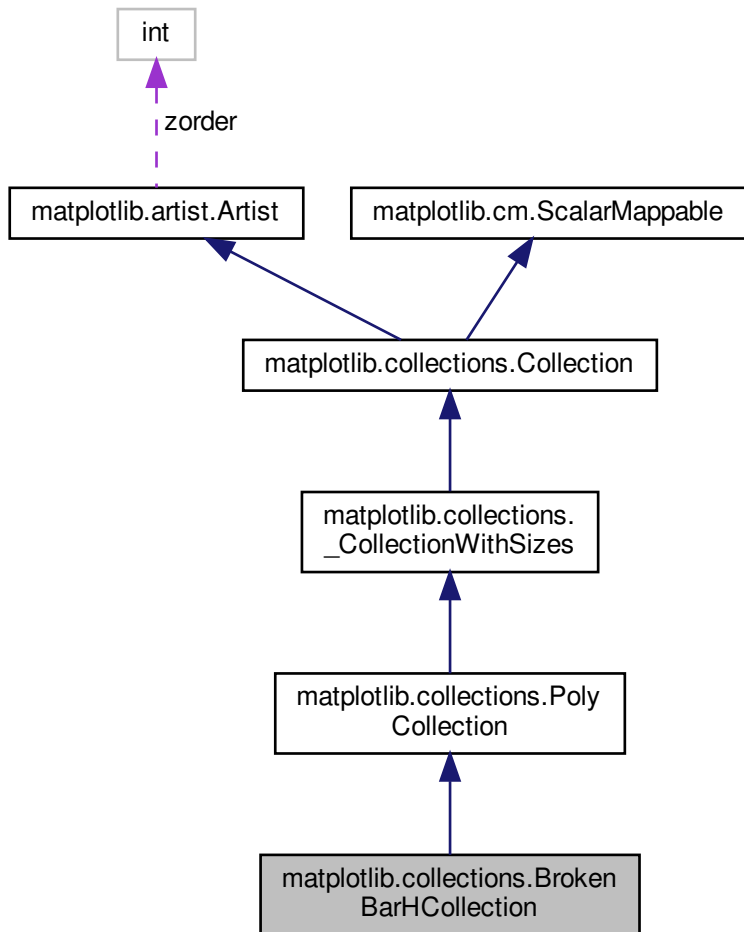 int
zorder
matplotlib.artist.Artist
matplotlib.cm.ScalarMappable
matplotlib.collections.Collection
matplotlib.collections.
_CollectionWithSizes
matplotlib.collections.Poly
Collection
matplotlib.collections.Broken
BarHCollection